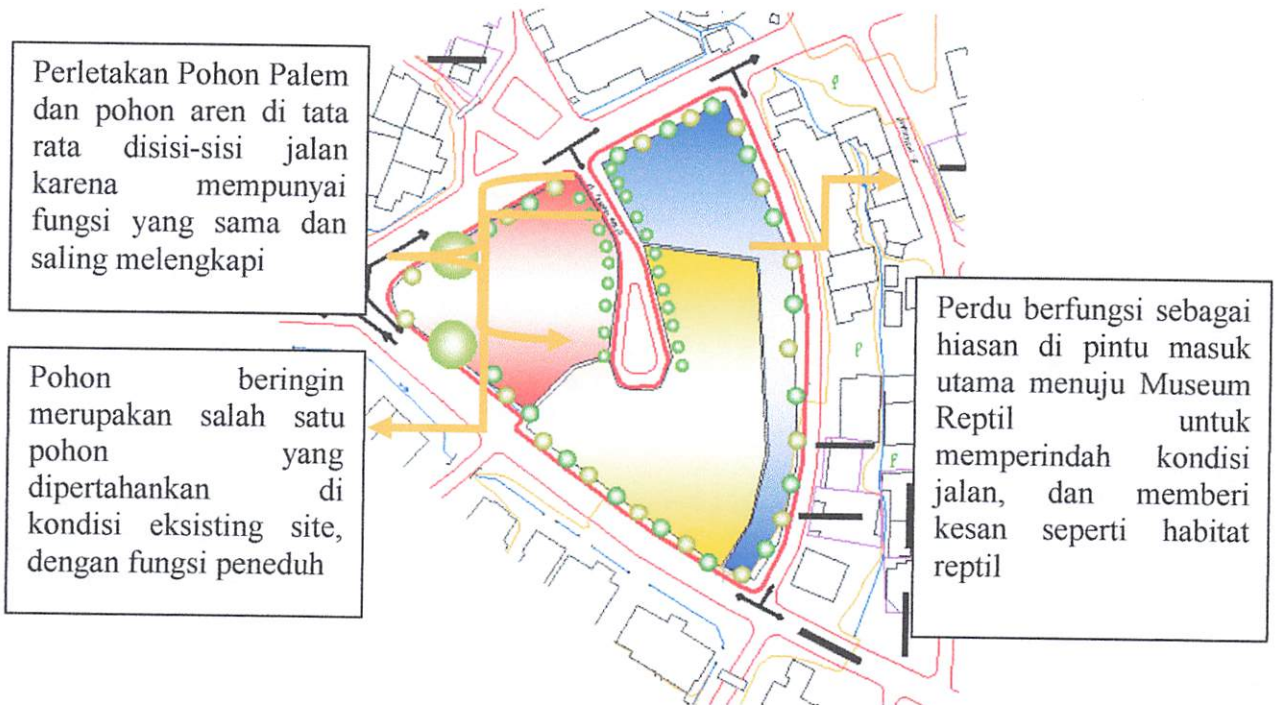 Perletakan Pohon Palem
dan pohon aren di tata
rata disisi-sisi jalan
karena mempunyai
fungsi yang sama dan
saling melengkapi
Pohon beringin
merupakan salah satu
pohon yang
dipertahankan di
kondisi eksisting site,
dengan fungsi peneduh
Perdu berfungsi sebagai
hiasan di pintu masuk
utama menuju Museum
Reptil untuk
memperindah kondisi
jalan, dan memberi
kesan seperti habitat
reptil